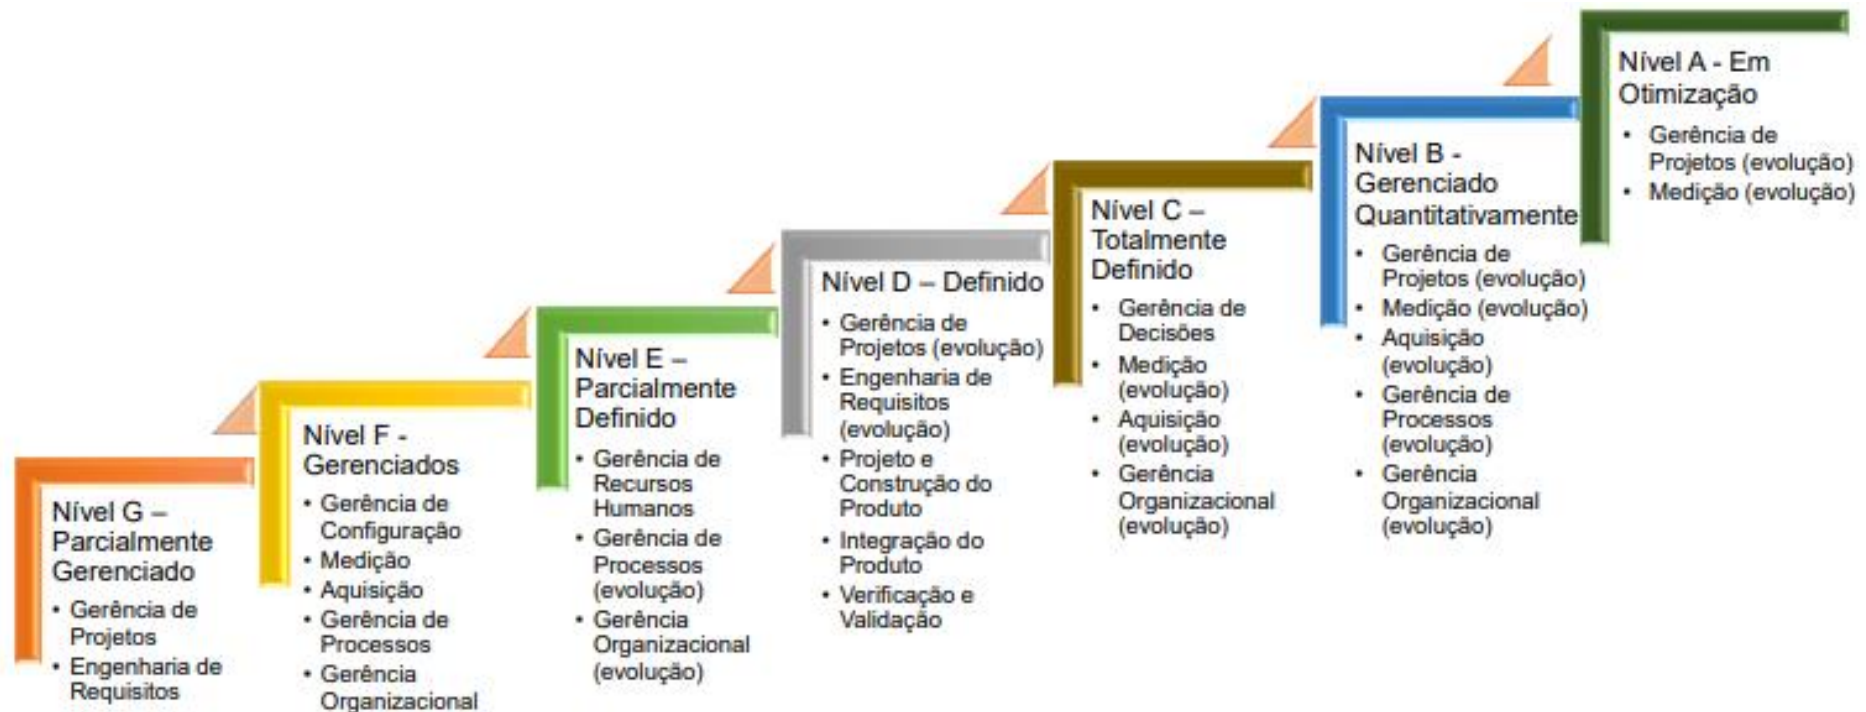 Nível G –
Parcialmente
Gerenciado
• Gerência de
Projetos
• Engenharia de
Requisitos
Nível F -
Gerenciados
• Gerência de
Configuração
• Medição
• Aquisição
• Gerência de
Processos
• Gerência
Organizacional
Nível E –
Parcialmente
Definido
• Gerência de
Recursos
Humanos
• Gerência de
Processos
(evolução)
• Gerência
Organizacional
(evolução)
Nível D – Definido
• Gerência de
Projetos (evolução)
• Engenharia de
Requisitos
(evolução)
• Projeto e
Construção do
Produto
• Integração do
Produto
• Verificação e
Validação
Nível C –
Totalmente
Definido
• Gerência de
Decisões
• Medição
(evolução)
• Aquisição
(evolução)
• Gerência
Organizacional
(evolução)
Nível B -
Gerenciado
Quantitativamente
• Gerência de
Projetos (evolução)
• Medição (evolução)
• Aquisição
(evolução)
• Gerência de
Processos
(evolução)
• Gerência
Organizacional
(evolução)
Nível A - Em
Otimização
• Gerência de
Projetos (evolução)
• Medição (evolução)